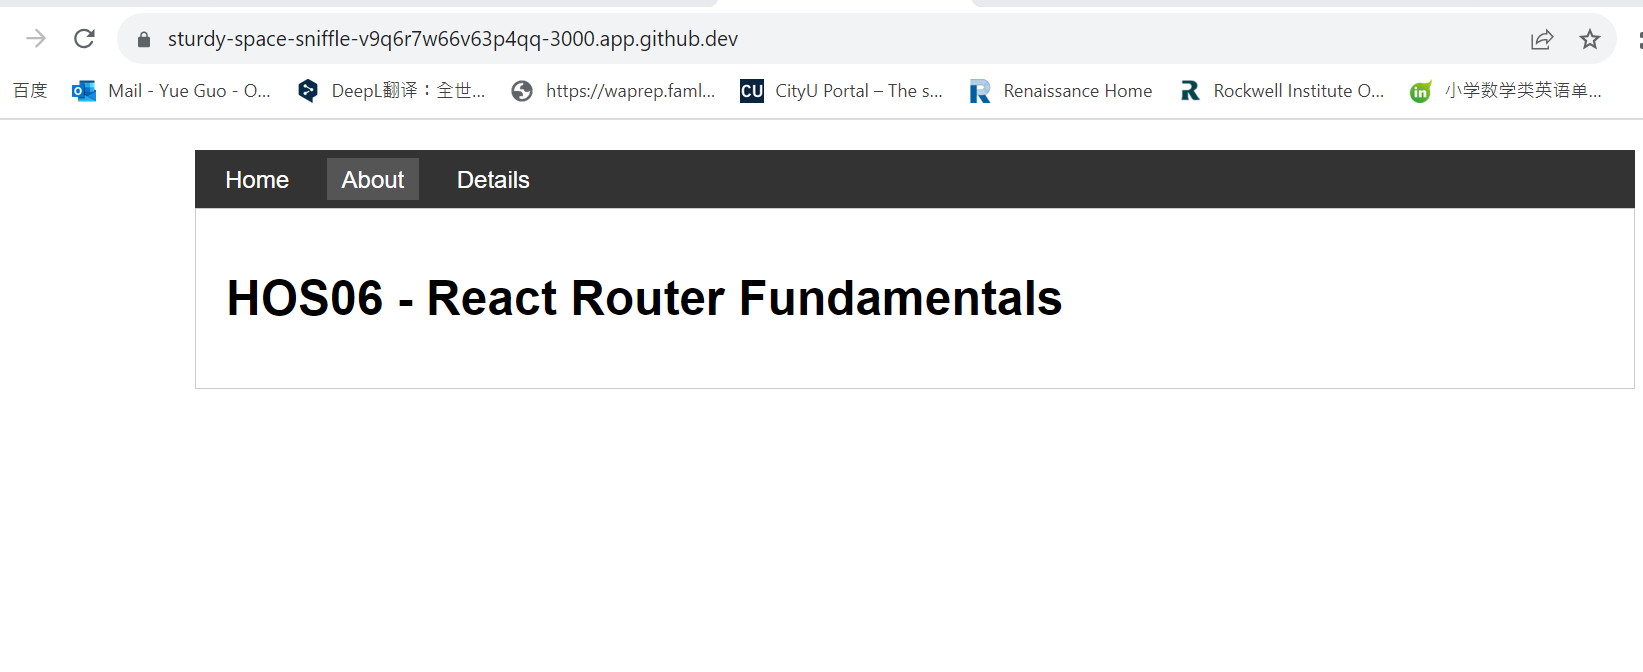 sturdy-space-sniffle-v9q6r7w66v63p4qq-3000.app.github.dev
百度 Mail - Yue Guo - O... DeepL翻译：全世... https://waprep.faml... CU CityU Portal – The s... Renaissance Home Rockwell Institute O... in 小学数学类英语单...
Home About Details
HOS06 - React Router Fundamentals